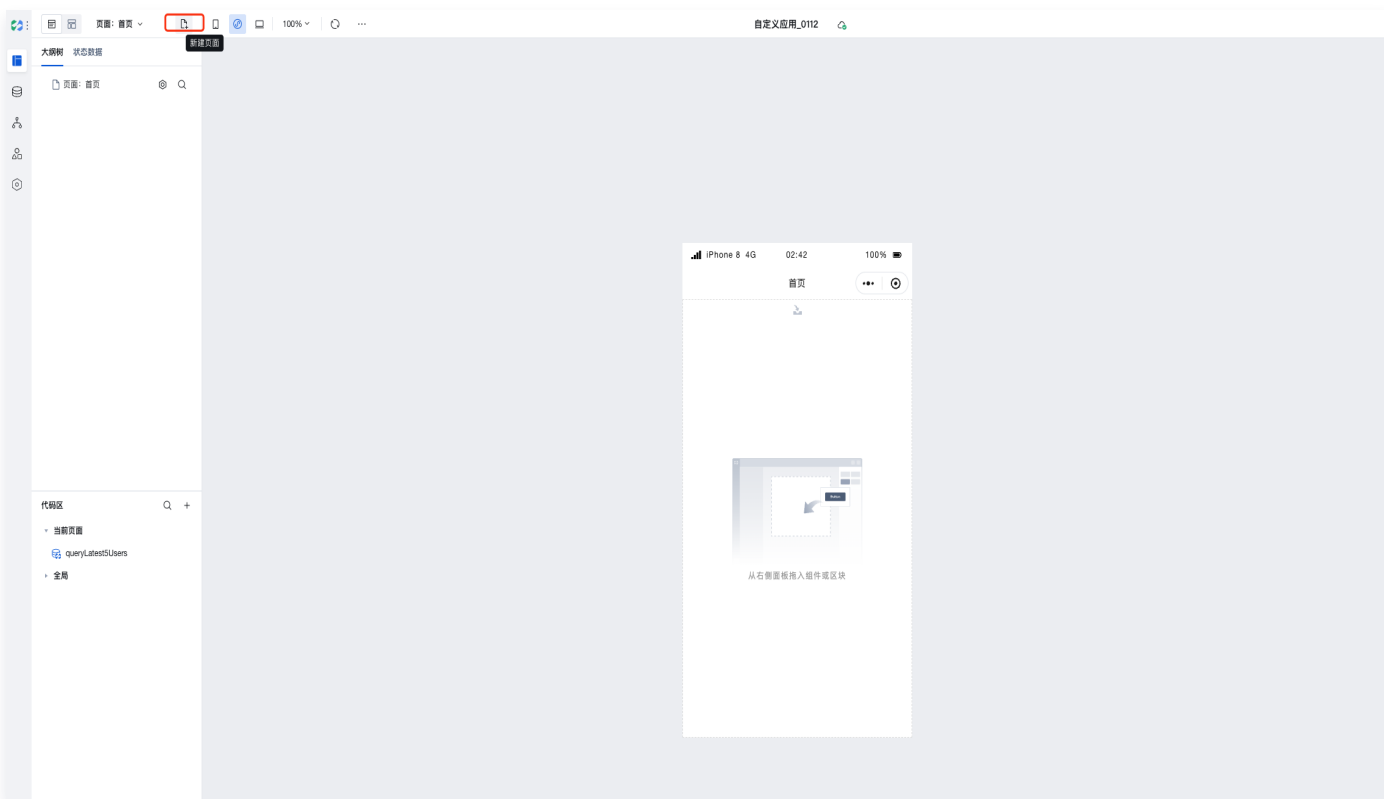 页面：首页
100%
自定义应用_0112
新建页面
大纲树 状态数据
页面：首页
iPhone 8 4G 02:42 100%
首页
从右侧面板拖入组件或区块
代码区
当前页面
queryLatest5Users
全局